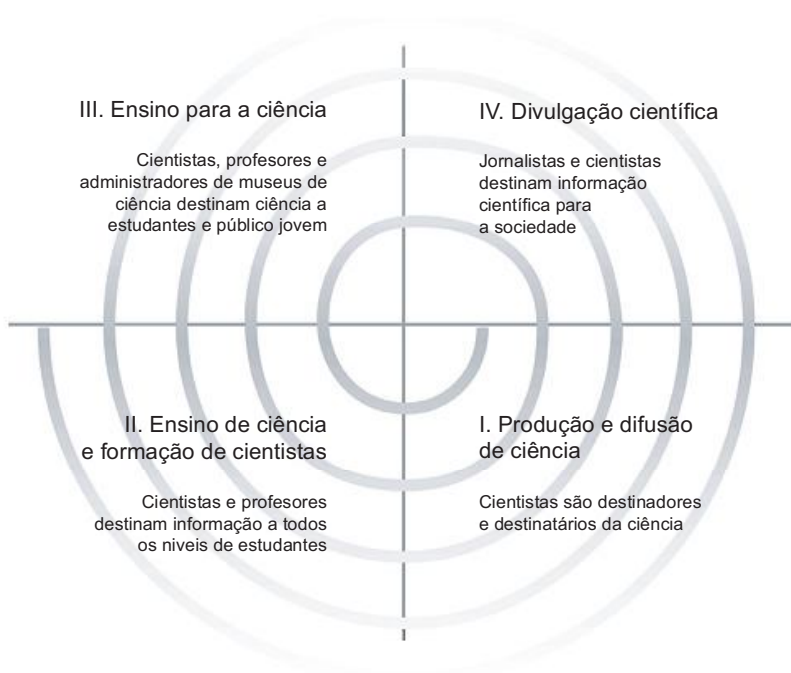 III. Ensino para a ciência
Cientistas, profesores e
administradores de museus de
ciência destinam ciência a
estudantes e público jovem
IV. Divulgação científica
Jornalistas e cientistas
destinam informação
científica para
a sociedade
II. Ensino de ciência
e formação de cientistas
Cientistas e profesores
destinam informação a todos
os niveis de estudantes
I. Produção e difusão
de ciência
Cientistas são destinadores
e destinatários da ciência